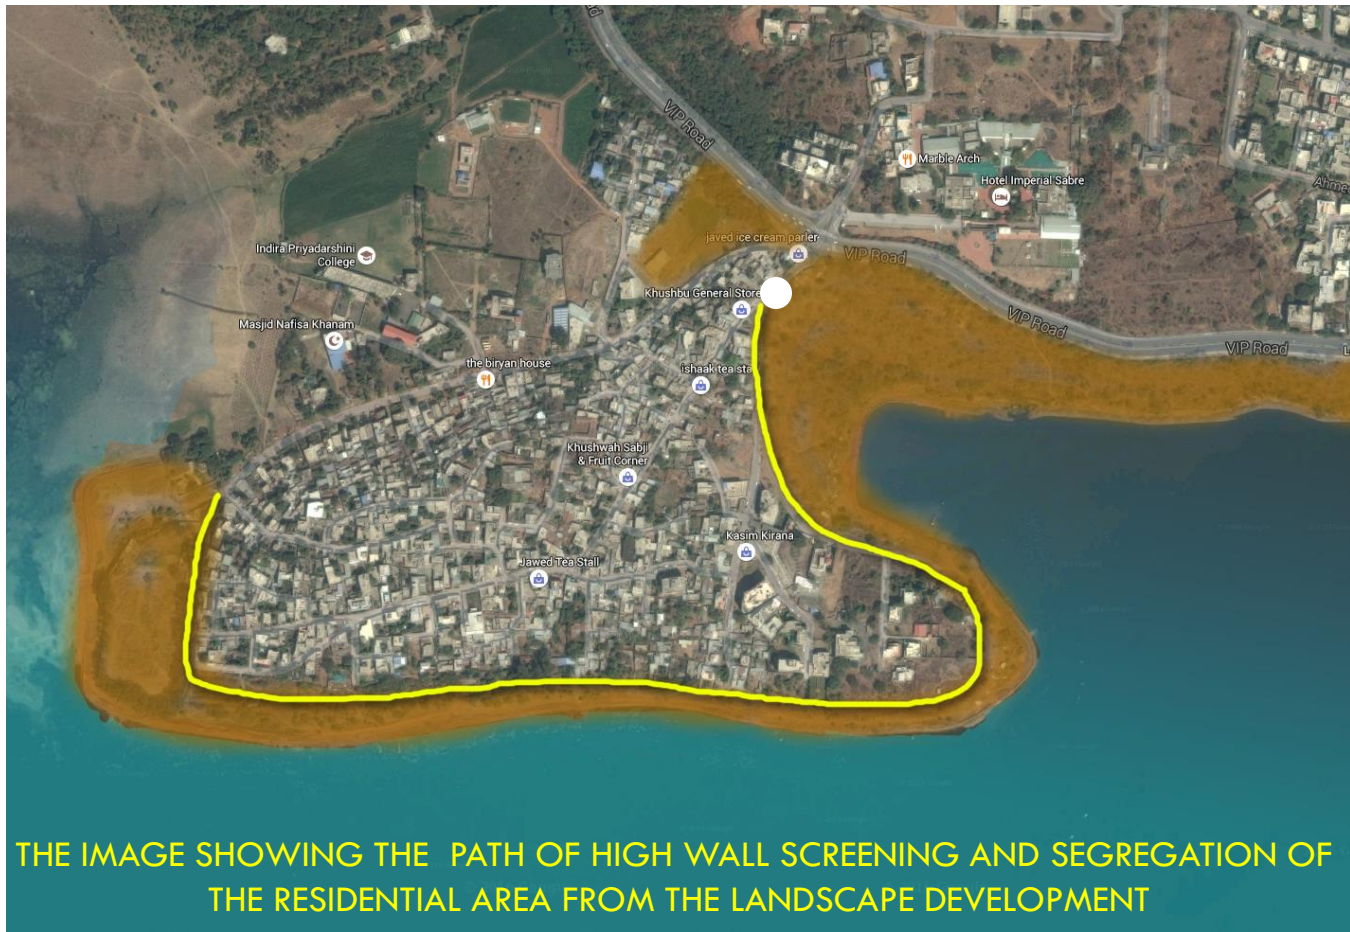 VIP Road
Marble Arch
Hotel Imperial Sabre
javed ice cream parler
VIP Road
Indira Priyadarshini
College
Khushbu General Store
Masjid Nafisa Khanam
VIP Road
VIP Road
the biryan house
ishaak tea sta
Khushwah Sabji
& Fruit Corner
Kasim Kirana
Jawed Tea Stall
THE IMAGE SHOWING THE PATH OF HIGH WALL SCREENING AND SEGREGATION OF
THE RESIDENTIAL AREA FROM THE LANDSCAPE DEVELOPMENT